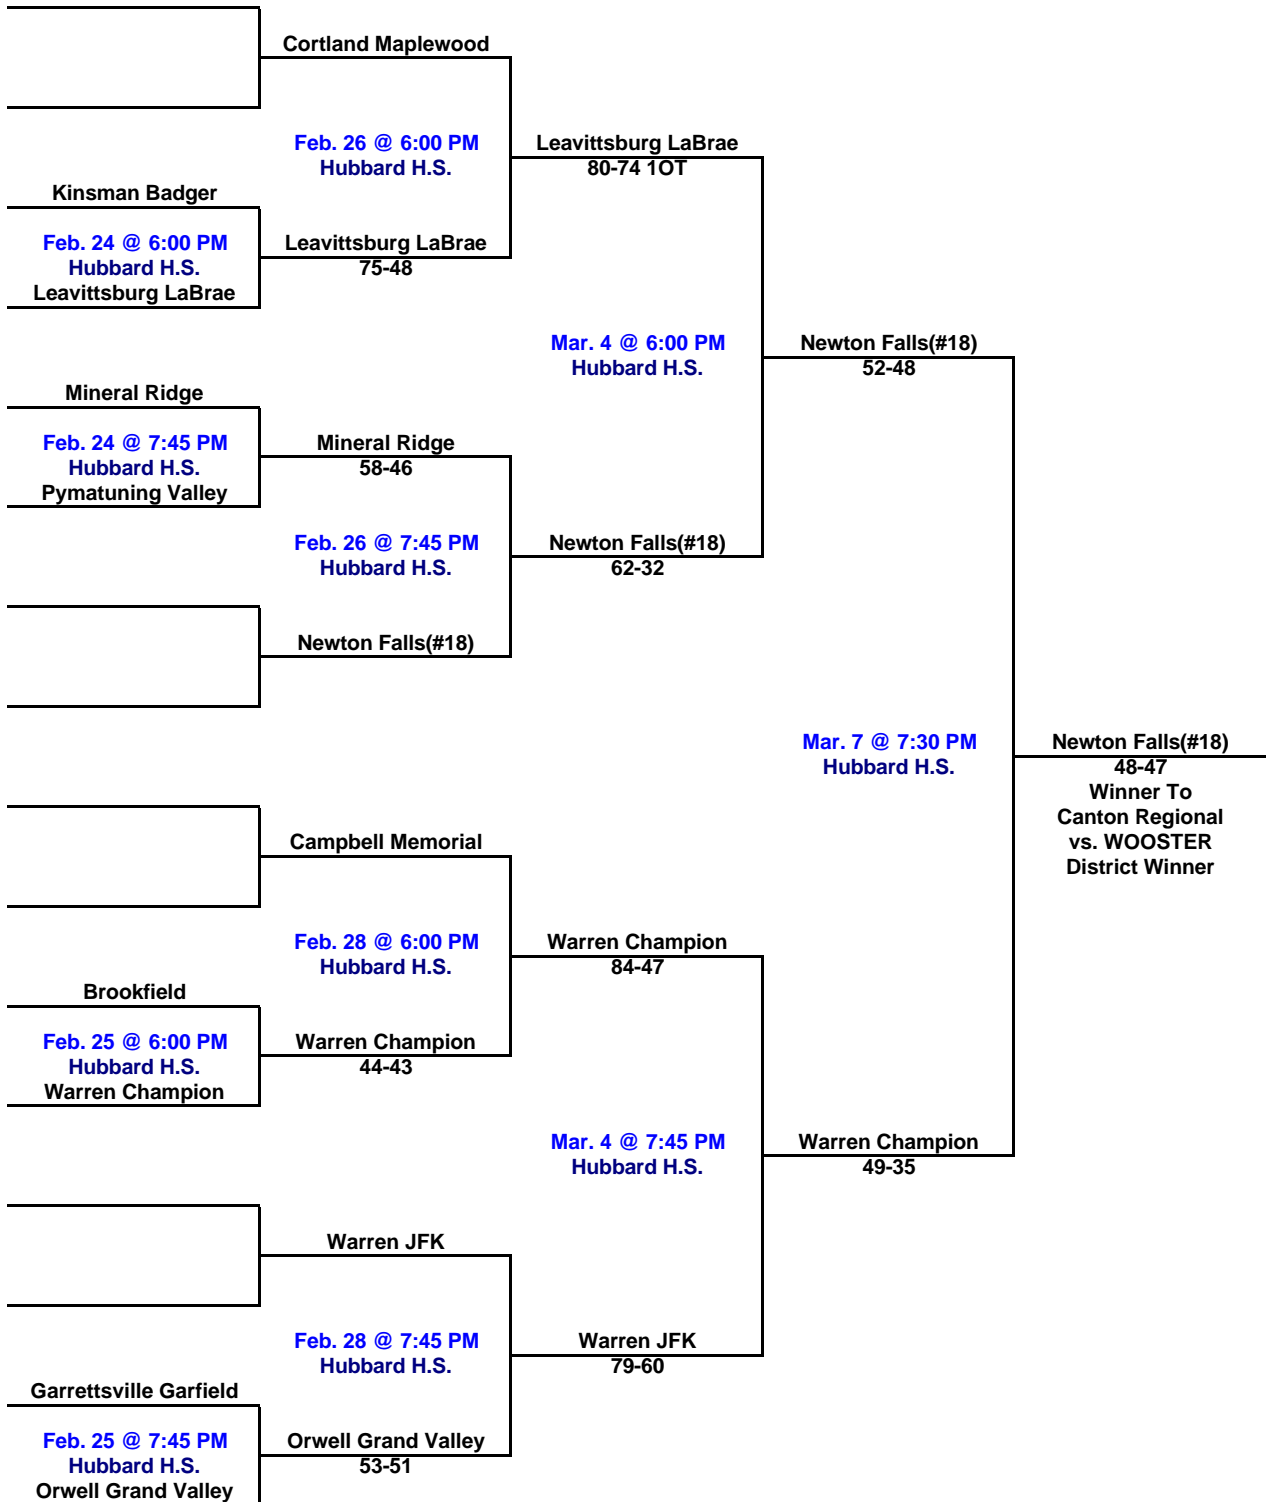 Cortland Maplewood
Feb. 26 @ 6:00 PM
Hubbard H.S.
Leavittsburg LaBrae
80-74 1OT
Kinsman Badger
Feb. 24 @ 6:00 PM
Hubbard H.S.
Leavittsburg LaBrae
Leavittsburg LaBrae
75-48
Mar. 4 @ 6:00 PM
Hubbard H.S.
Newton Falls(#18)
52-48
Mineral Ridge
Feb. 24 @ 7:45 PM
Hubbard H.S.
Pymatuning Valley
Mineral Ridge
58-46
Feb. 26 @ 7:45 PM
Hubbard H.S.
Newton Falls(#18)
62-32
Newton Falls(#18)
Mar. 7 @ 7:30 PM
Hubbard H.S.
Newton Falls(#18)
48-47
Winner To
Canton Regional
vs. WOOSTER
District Winner
Campbell Memorial
Feb. 28 @ 6:00 PM
Hubbard H.S.
Warren Champion
84-47
Brookfield
Feb. 25 @ 6:00 PM
Hubbard H.S.
Warren Champion
Warren Champion
44-43
Mar. 4 @ 7:45 PM
Hubbard H.S.
Warren Champion
49-35
Warren JFK
Feb. 28 @ 7:45 PM
Hubbard H.S.
Warren JFK
79-60
Garrettsville Garfield
Feb. 25 @ 7:45 PM
Hubbard H.S.
Orwell Grand Valley
Orwell Grand Valley
53-51